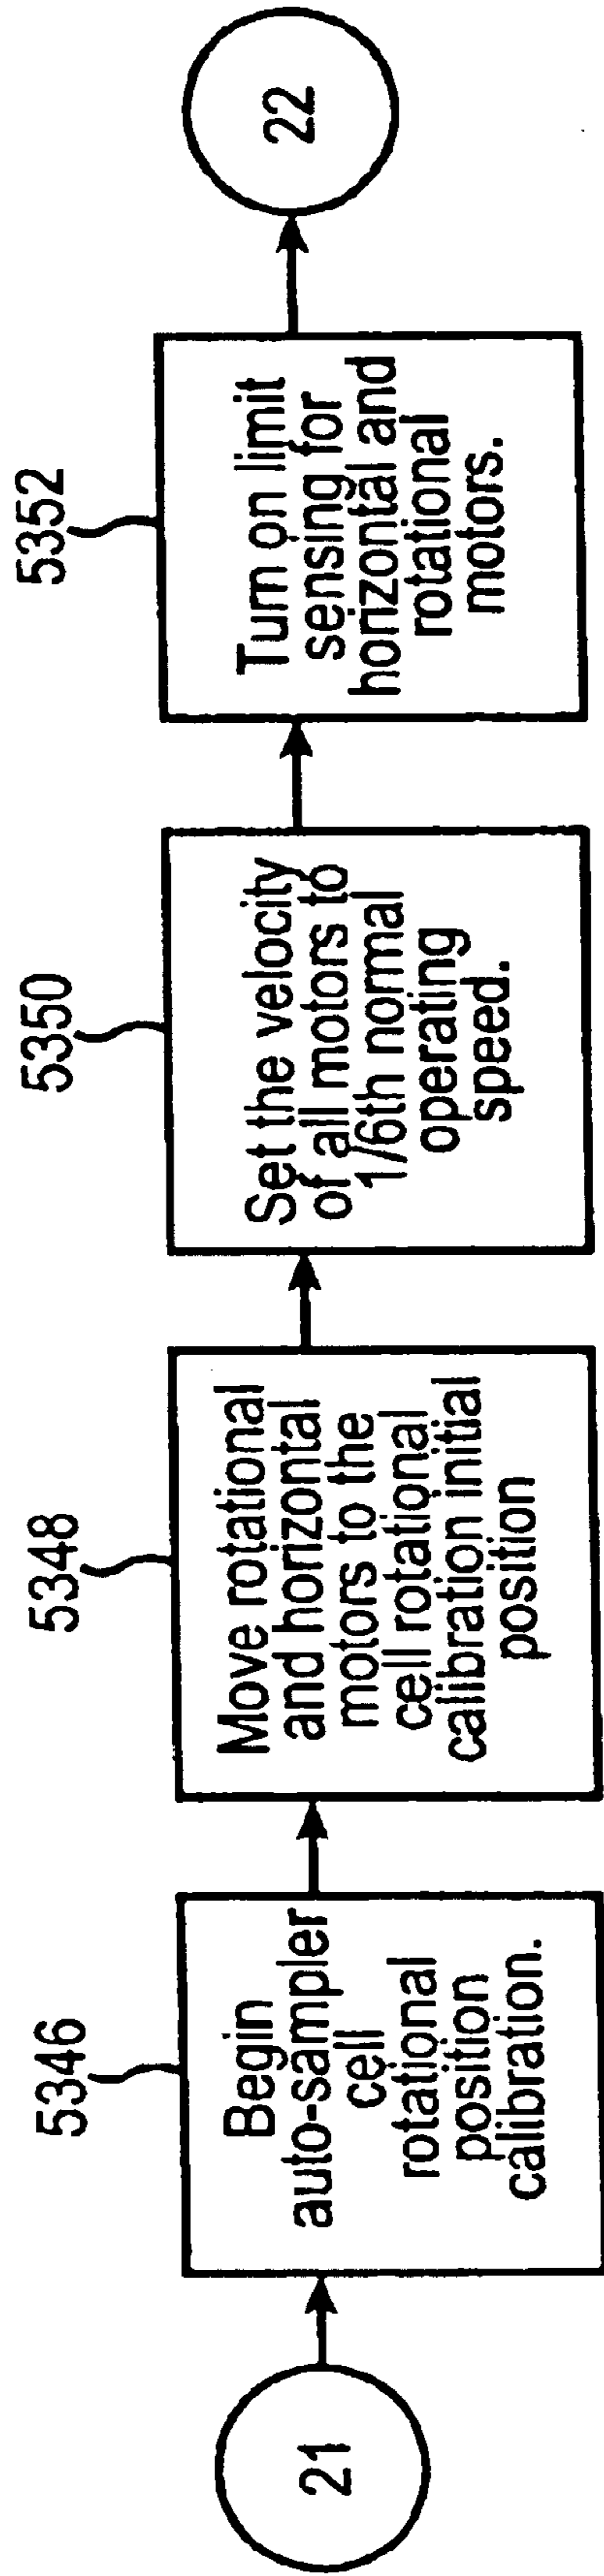 21
5346
Begin
auto-sampler
cell
rotational
position
calibration.
5348
Move rotational
and horizontal
motors to the
cell rotational
calibration initial
position
5350
Set the velocity
of all motors to
1/6th normal
operating
speed.
5352
Turn on limit
sensing for
horizontal and
rotational
motors.
22